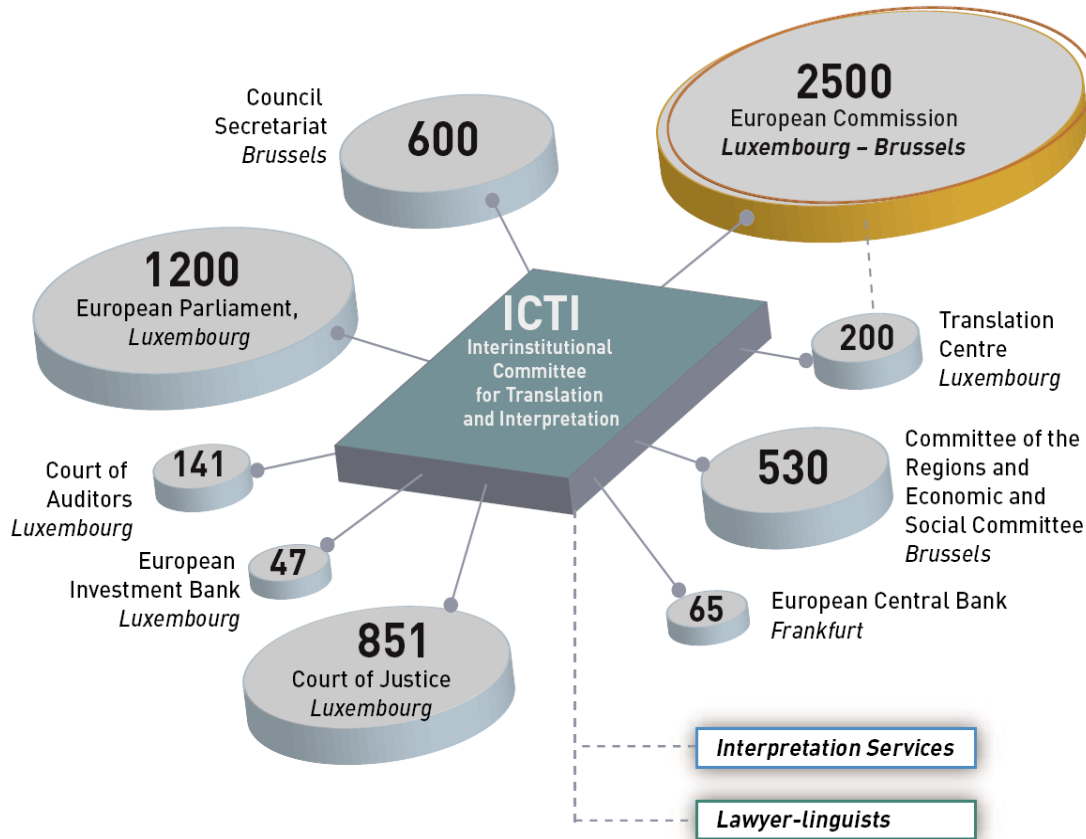 2500
European Commission
Luxembourg – Brussels
Council
Secretariat
Brussels
600
1200
European Parliament,
Luxembourg
ICTI
Interinstitutional
Committee
for Translation
and Interpretation
200
Translation
Centre
Luxembourg
141
Court of
Auditors
Luxembourg
530
Committee of the
Regions and
Economic and
Social Committee
Brussels
47
European
Investment Bank
Luxembourg
65
European Central Bank
Frankfurt
851
Court of Justice
Luxembourg
Interpretation Services
Lawyer-linguists